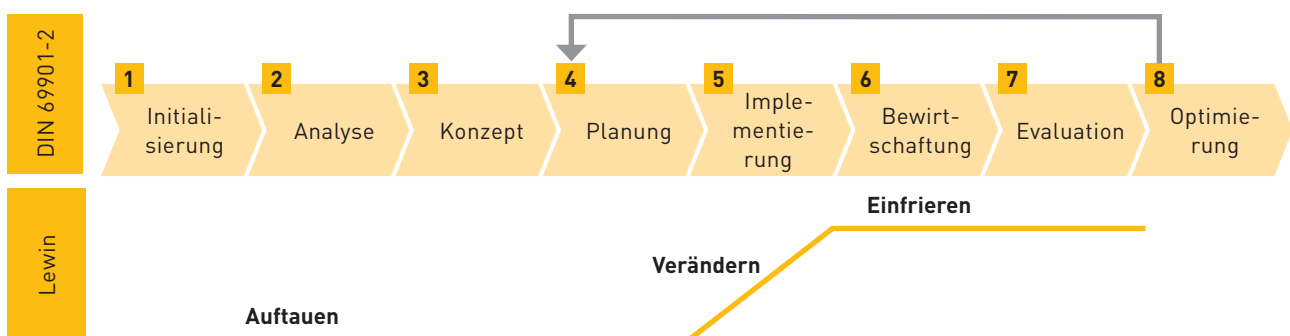 DIN 69901-2
1
Initiali-
sierung
2
Analyse
3
Konzept
4
Planung
5
Imple-
mentie-
rung
6
Bewirt-
schaftung
7
Evaluation
8
Optimie-
rung
Lewin
Einfrieren
Verändern
Auftauen